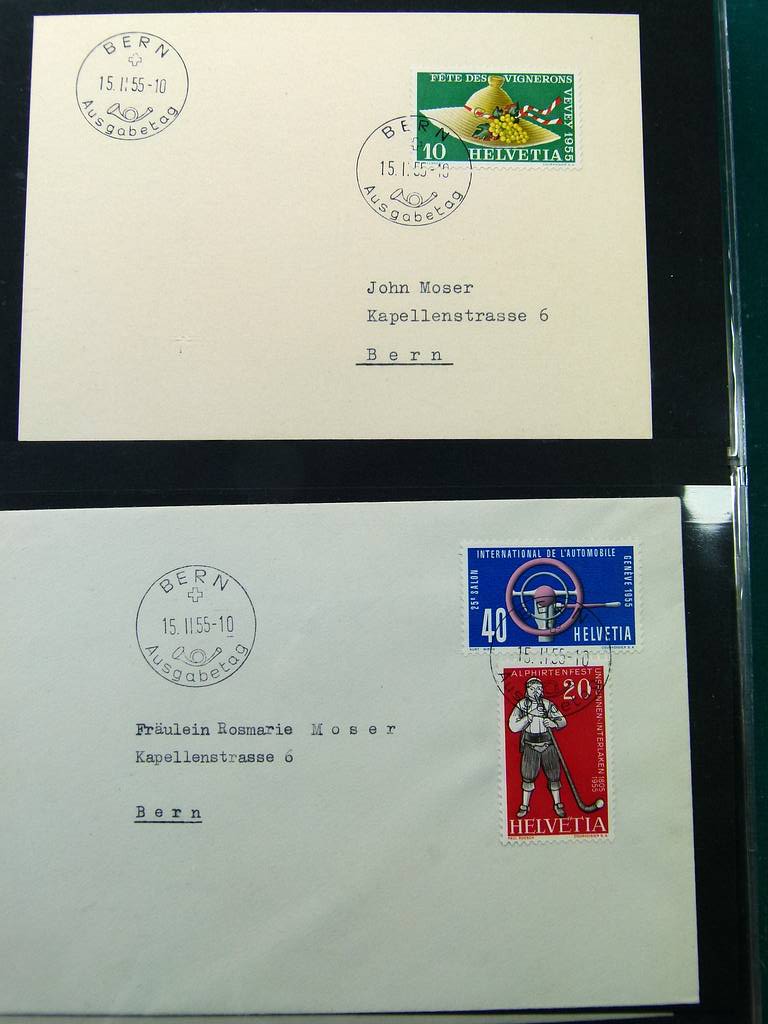 BERN
15. II 55-10
Ausgabetag
FÊTE DES VIGNERONS
VEVEY 1955
10 HELVETIA
BERN
15. II. 55-10
Ausgabetag
John Moser
Kapellenstrasse 6
Bern
BERN
15. II 55-10
Ausgabetag
INTERNATIONAL DE L'AUTOMOBILE
25e SALON
GENÈVE 1955
40 HELVETIA
15. II 55-10
ALPHIRTENFEST
20
UNSPUNNEN-INTERLAKEN 1805
1955
HELVETIA
Fräulein Rosmarie Moser
Kapellenstrasse 6
Bern